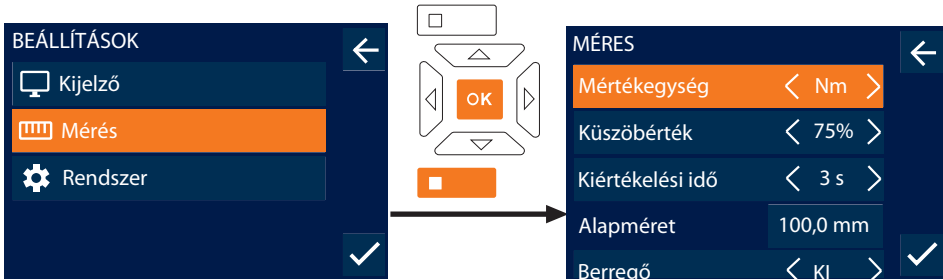 BEÁLLÍTÁSOK
Kijelző
Mérés
Rendszer
OK
MÉRES
Mértékegység Nm
Küszöbérték 75%
Kiértékelési idő 3 s
Alapméret 100,0 mm
Berregő KI